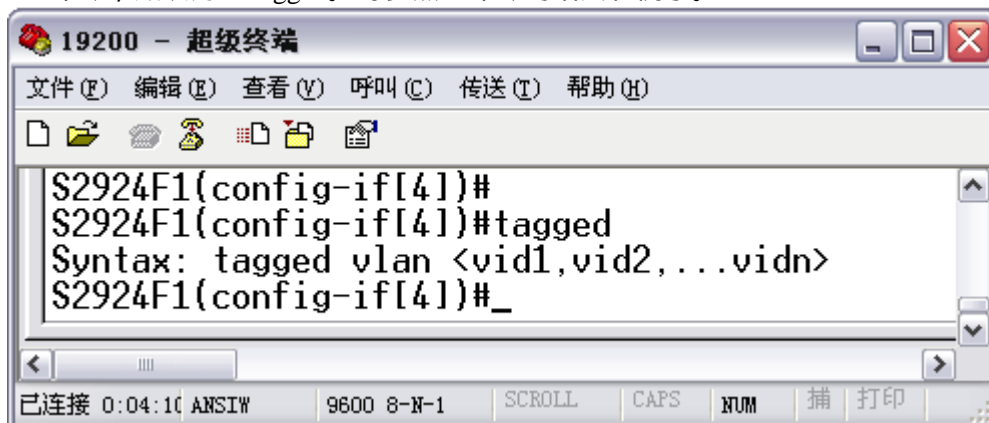 19200 - 超级终端
文件(F) 编辑(E) 查看(V) 呼叫(C) 传送(T) 帮助(H)
S2924F1(config-if[4])#
S2924F1(config-if[4])#tagged
Syntax: tagged vlan <vid1,vid2,...vidn>
S2924F1(config-if[4])#_
已连接 0:04:10 ANSIW 9600 8-N-1 SCROLL CAPS NUM 捕 打印